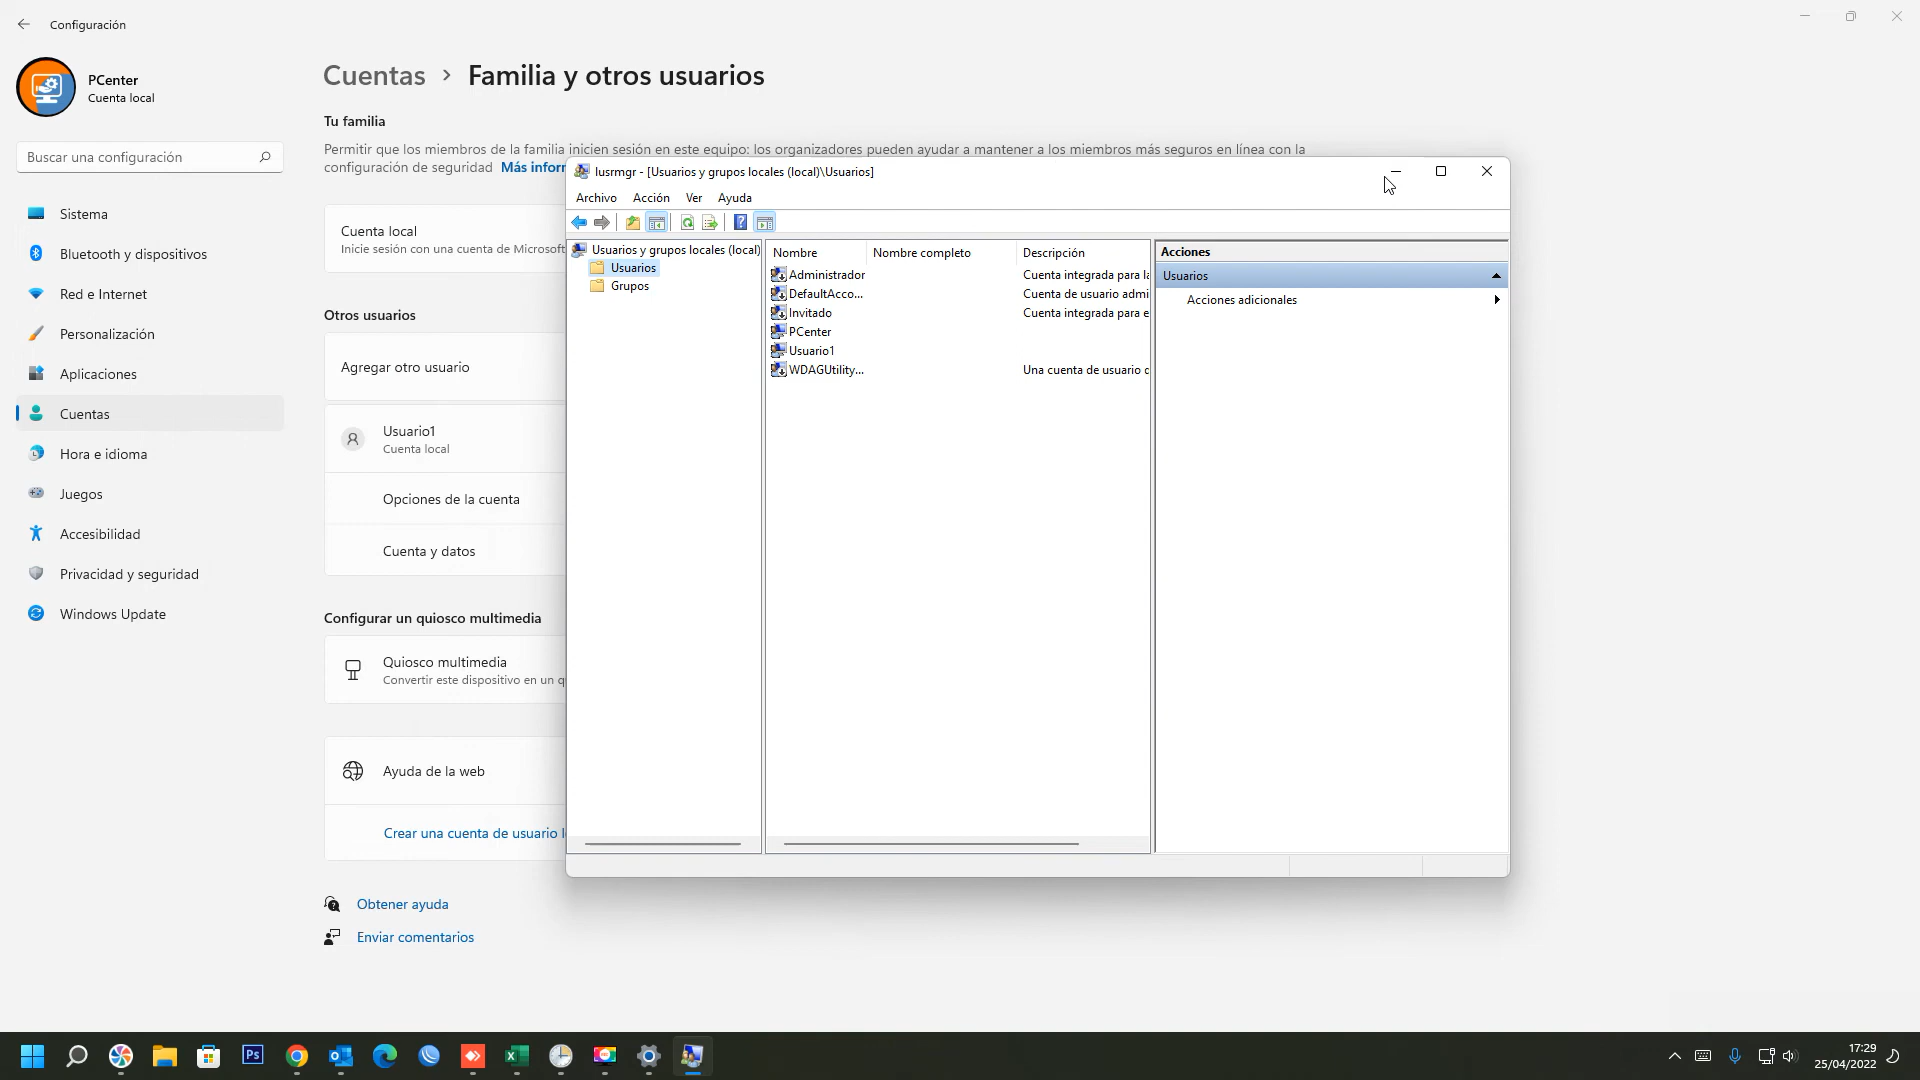 Configuración
PCenter
Cuenta local
Buscar una configuración
Sistema
Bluetooth y dispositivos
Red e Internet
Personalización
Aplicaciones
Cuentas
Hora e idioma
Juegos
Accesibilidad
Privacidad y seguridad
Windows Update
Cuentas > Familia y otros usuarios
Tu familia
Permitir que los miembros de la familia inicien sesión en este equipo: los organizadores pueden ayudar a mantener a los miembros más seguros en línea con la
configuración de seguridad Más inforr
Cuenta local
Inicie sesión con una cuenta de Microsoft
Otros usuarios
Agregar otro usuario
Usuario1
Cuenta local
Opciones de la cuenta
Cuenta y datos
Configurar un quiosco multimedia
Quiosco multimedia
Convertir este dispositivo en un q
Ayuda de la web
Crear una cuenta de usuario l
Obtener ayuda
Enviar comentarios
lusrmgr - [Usuarios y grupos locales (local)\Usuarios]
Archivo Acción Ver Ayuda
Usuarios y grupos locales (local)
Usuarios
Grupos
Nombre Nombre completo Descripción
Administrador Cuenta integrada para la
DefaultAcco... Cuenta de usuario admi
Invitado Cuenta integrada para e
PCenter
Usuario1
WDAGUtility... Una cuenta de usuario
Acciones
Usuarios
Acciones adicionales
Ps
17:29
25/04/2022